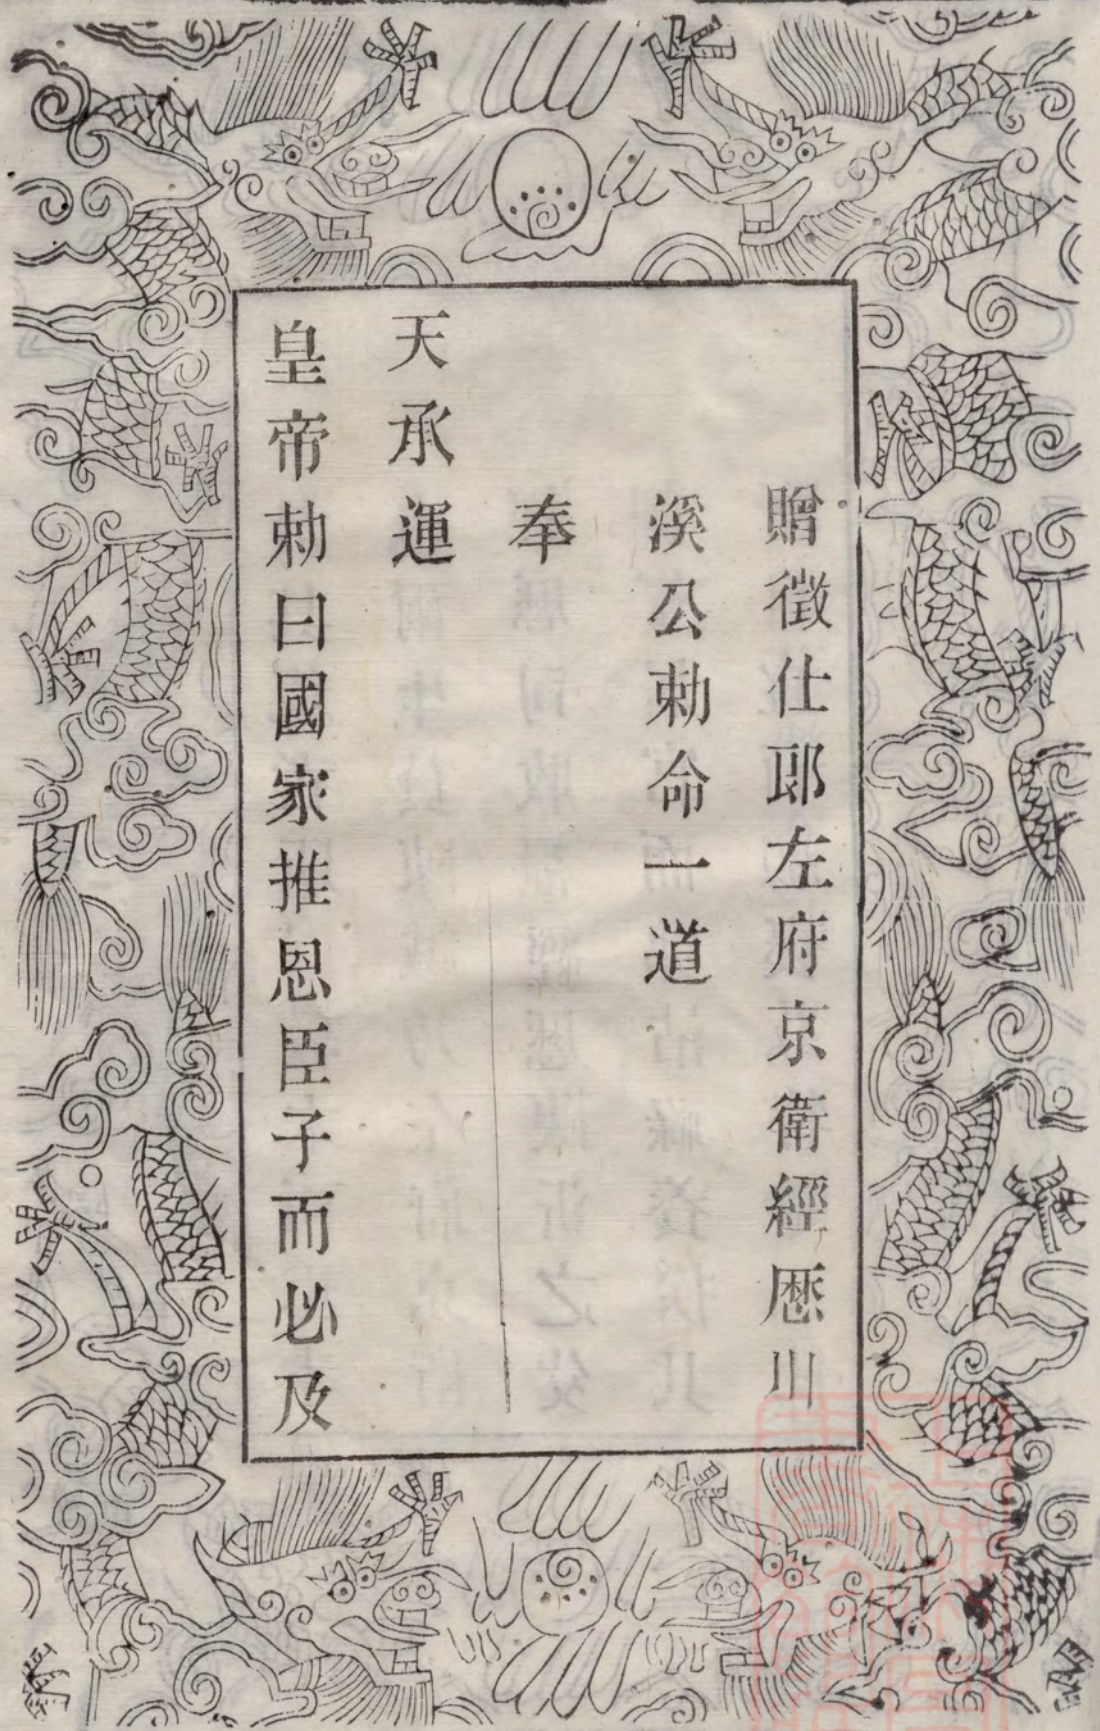 贈徵仕郎左府京衛經歷川
溪公勅命一道
奉
天承運
皇帝勅曰國家推恩臣子而必及